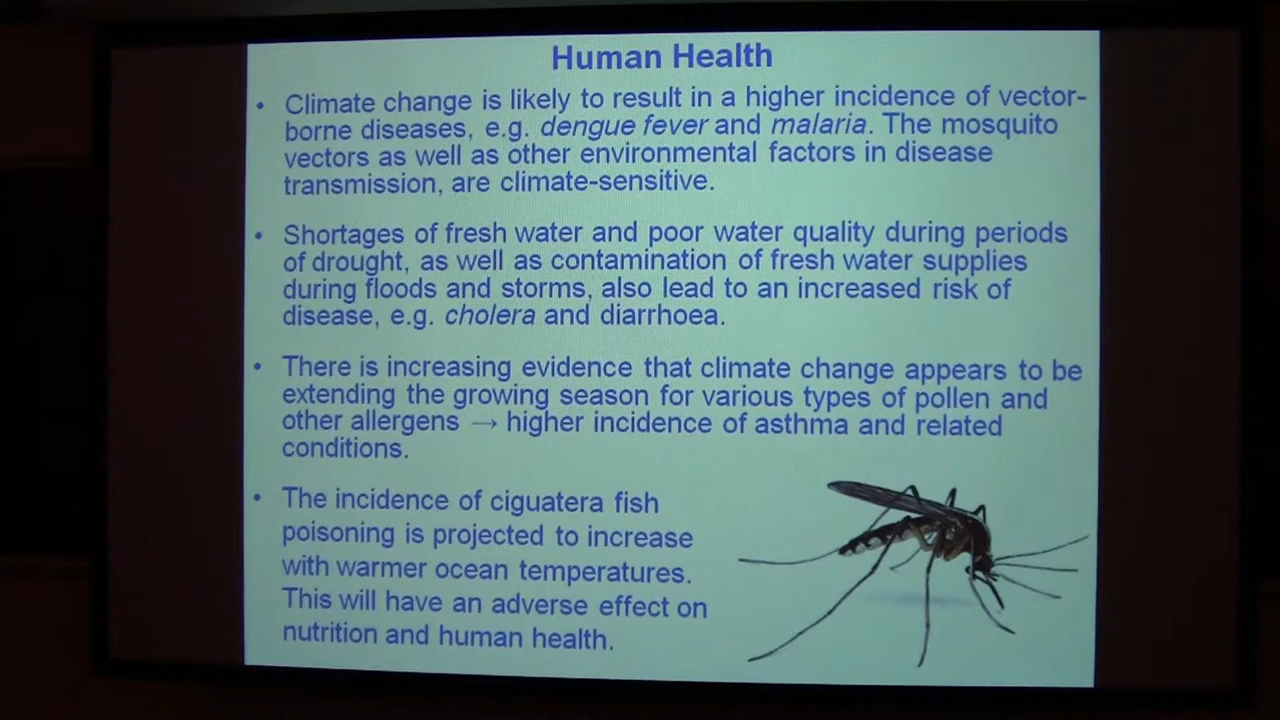 Human Health
• Climate change is likely to result in a higher incidence of vector-
borne diseases, e.g. dengue fever and malaria. The mosquito
vectors as well as other environmental factors in disease
transmission, are climate-sensitive.
• Shortages of fresh water and poor water quality during periods
of drought, as well as contamination of fresh water supplies
during floods and storms, also lead to an increased risk of
disease, e.g. cholera and diarrhoea.
• There is increasing evidence that climate change appears to be
extending the growing season for various types of pollen and
other allergens → higher incidence of asthma and related
conditions.
• The incidence of ciguatera fish
poisoning is projected to increase
with warmer ocean temperatures.
This will have an adverse effect on
nutrition and human health.